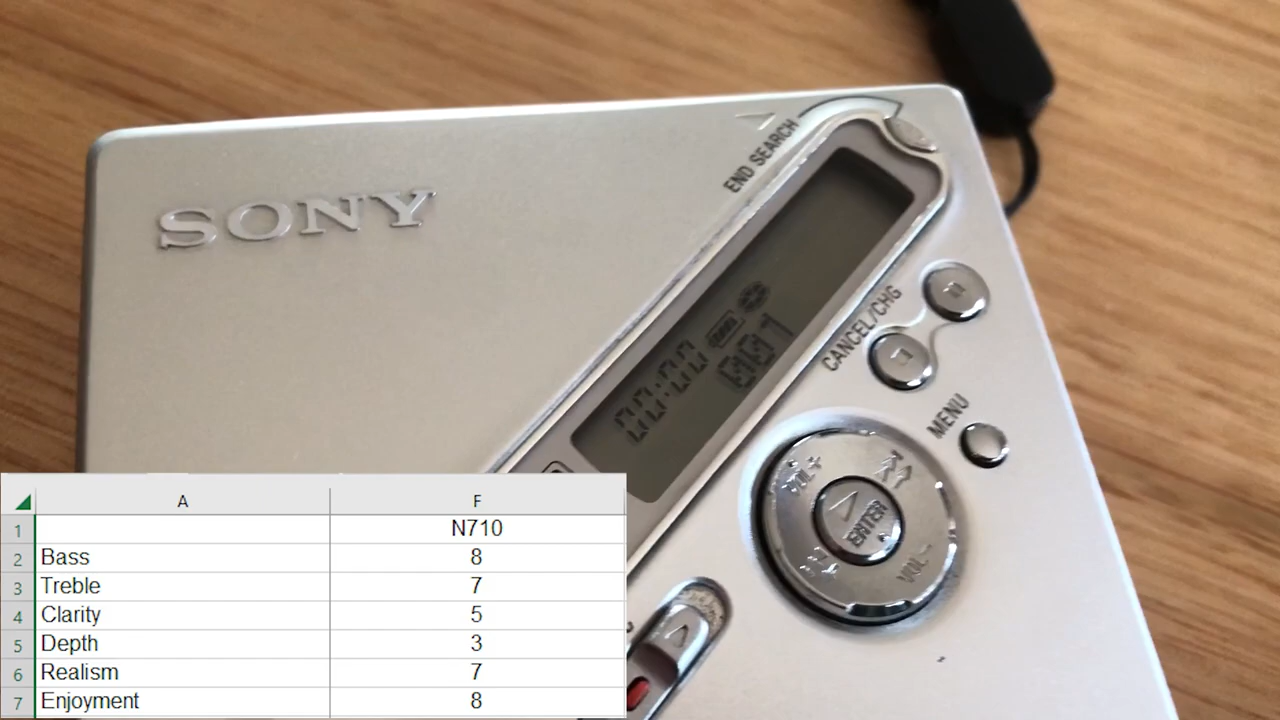 SONY
END SEARCH
00:00
001
CANCEL/CHG
MENU
VOL+
ENTER
VOL-
A F
1 N710
2 Bass 8
3 Treble 7
4 Clarity 5
5 Depth 3
6 Realism 7
7 Enjoyment 8